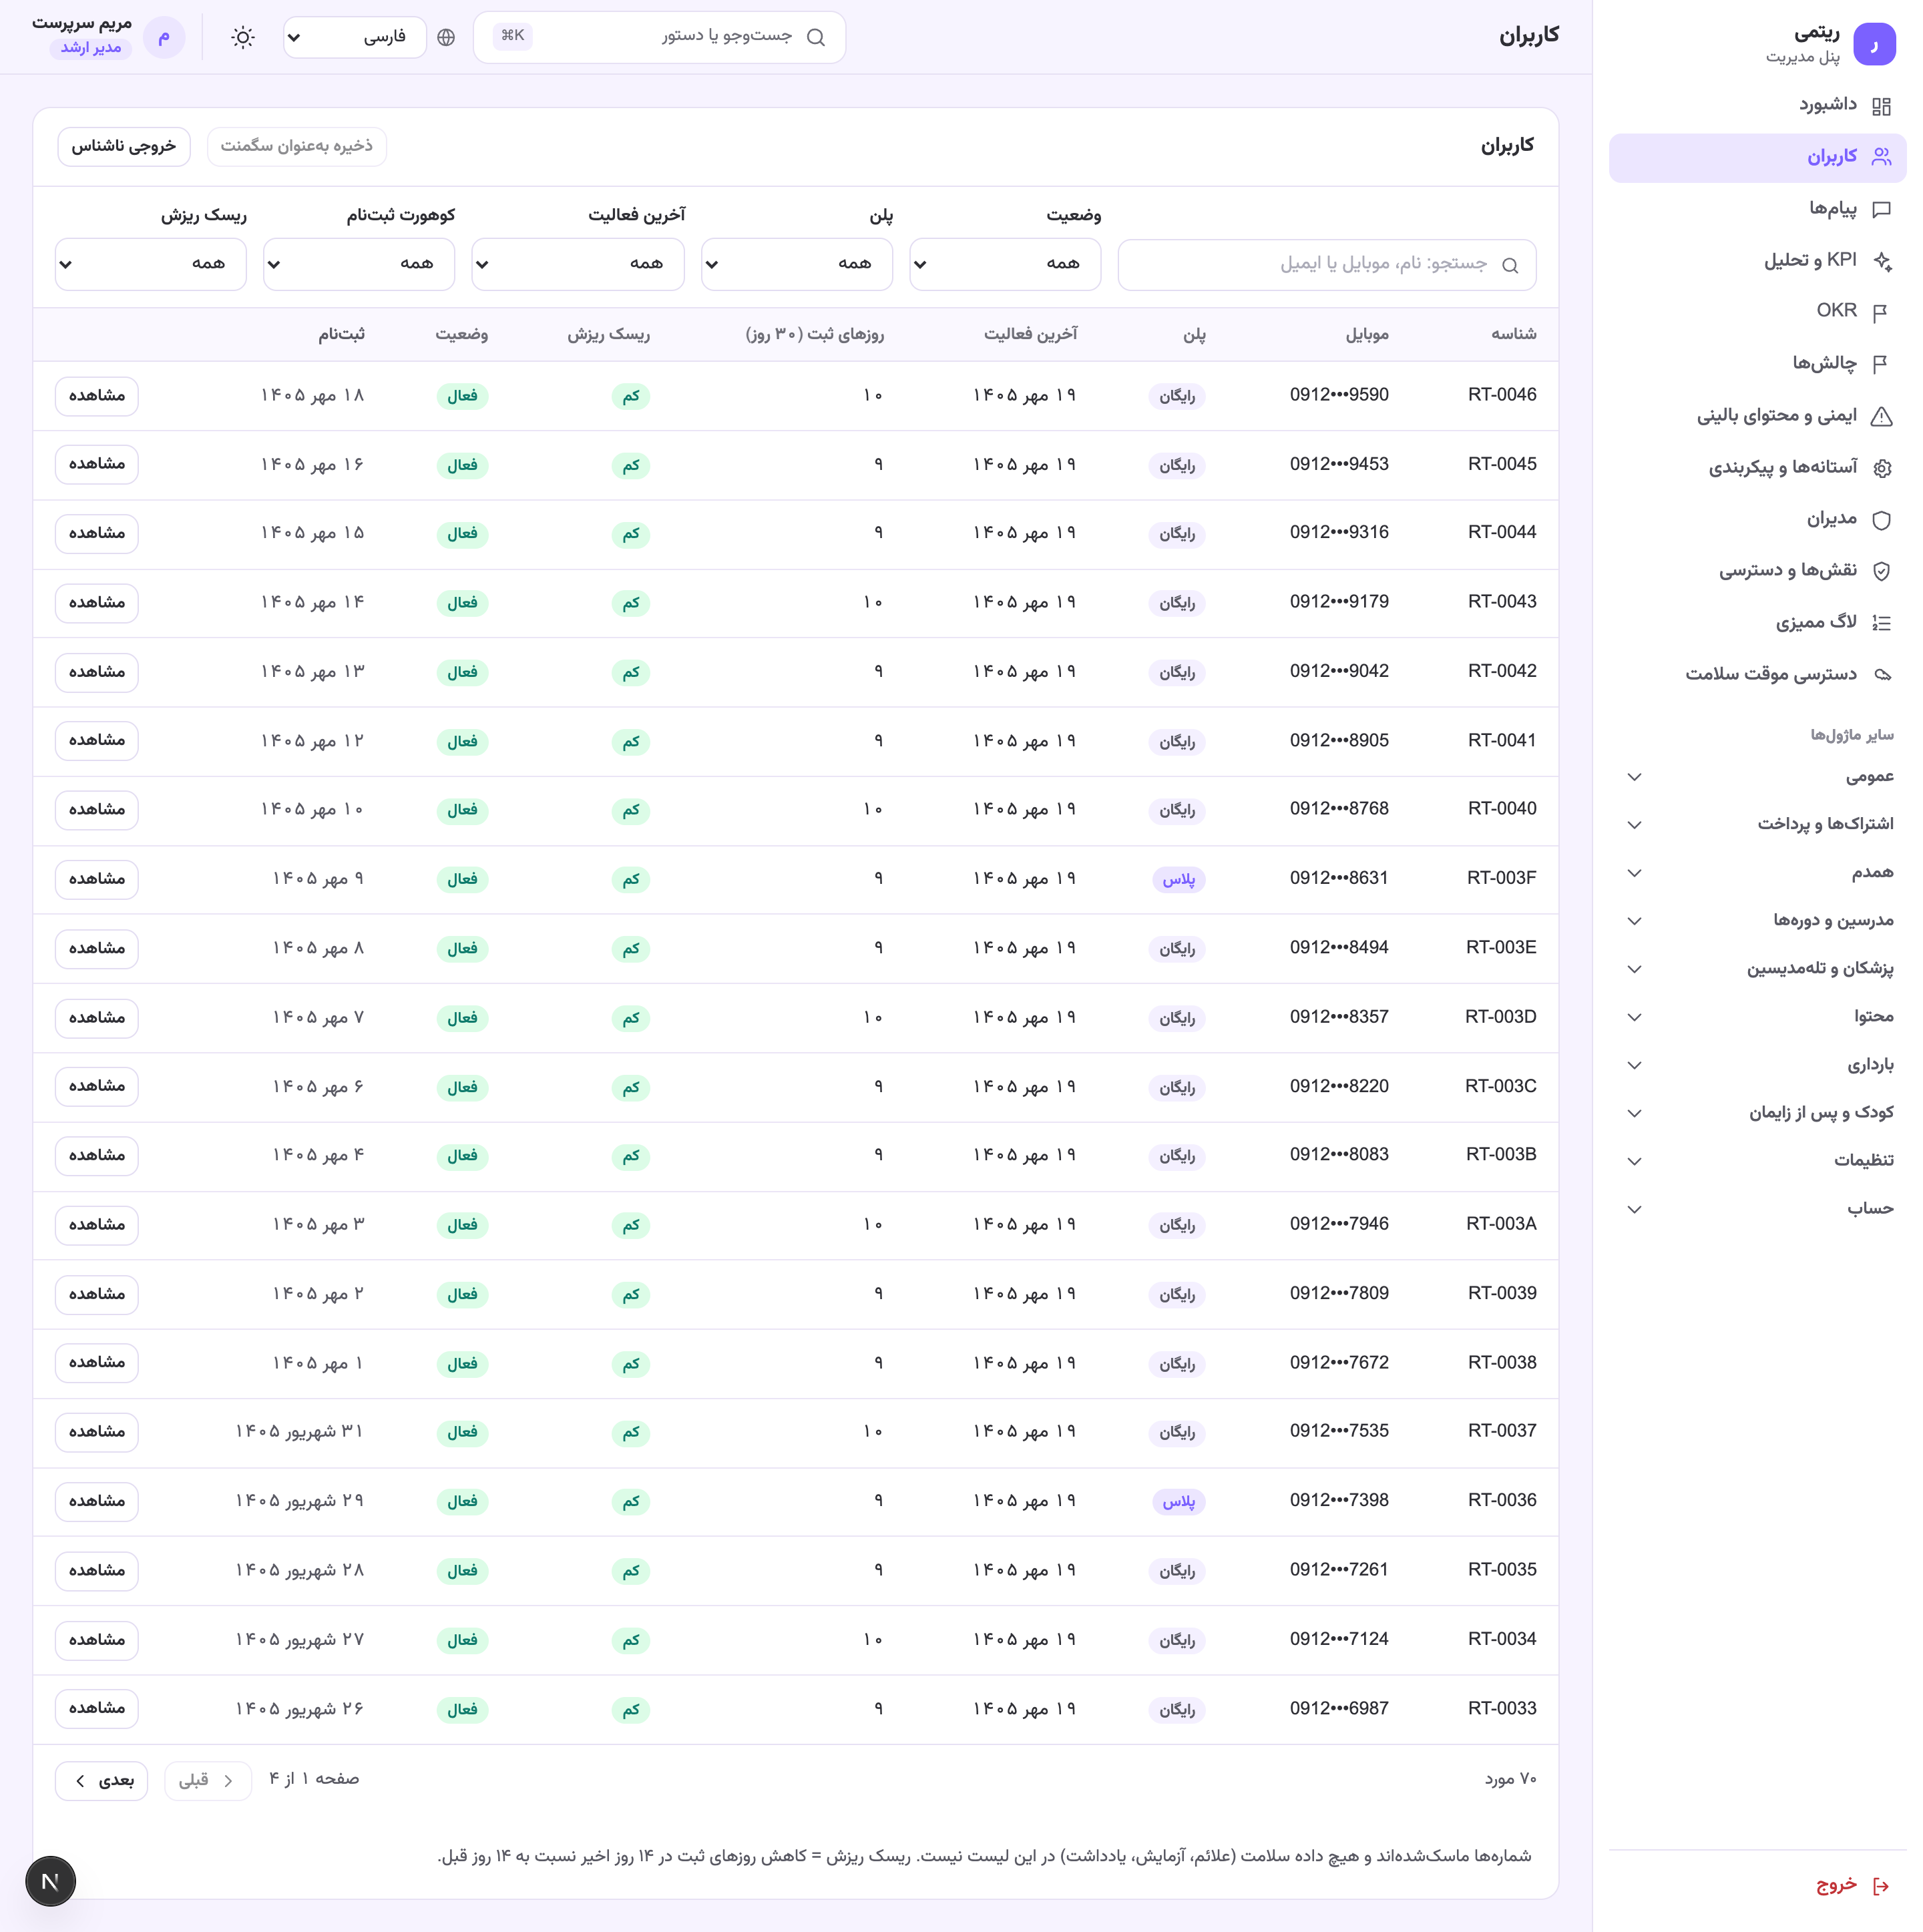 ر
ریتمی
پنل مدیریت
داشبورد
کاربران
پیام‌ها
KPI و تحلیل
OKR
چالش‌ها
ایمنی و محتوای بالینی
آستانه‌ها و پیکربندی
مدیران
نقش‌ها و دسترسی
لاگ ممیزی
دسترسی موقت سلامت
سایر ماژول‌ها
عمومی
اشتراک‌ها و پرداخت
همدم
مدرسین و دوره‌ها
پزشکان و تله‌مدیسین
محتوا
بارداری
کودک و پس از زایمان
تنظیمات
حساب
خروج
کاربران
جست‌وجو یا دستور ⌘K
فارسی
م
مریم سرپرست
مدیر ارشد
کاربران
ذخیره به‌عنوان سگمنت
خروجی ناشناس
وضعیت پلن آخرین فعالیت کوهورت ثبت‌نام ریسک ریزش
جستجو: نام، موبایل یا ایمیل همه همه همه همه همه
شناسه موبایل پلن آخرین فعالیت روزهای ثبت (۳۰ روز) ریسک ریزش وضعیت ثبت‌نام
RT-0046 0912•••9590 رایگان ۱۹ مهر ۱۴۰۵ ۱۰ کم فعال ۱۸ مهر ۱۴۰۵ مشاهده
RT-0045 0912•••9453 رایگان ۱۹ مهر ۱۴۰۵ ۹ کم فعال ۱۶ مهر ۱۴۰۵ مشاهده
RT-0044 0912•••9316 رایگان ۱۹ مهر ۱۴۰۵ ۹ کم فعال ۱۵ مهر ۱۴۰۵ مشاهده
RT-0043 0912•••9179 رایگان ۱۹ مهر ۱۴۰۵ ۱۰ کم فعال ۱۴ مهر ۱۴۰۵ مشاهده
RT-0042 0912•••9042 رایگان ۱۹ مهر ۱۴۰۵ ۹ کم فعال ۱۳ مهر ۱۴۰۵ مشاهده
RT-0041 0912•••8905 رایگان ۱۹ مهر ۱۴۰۵ ۹ کم فعال ۱۲ مهر ۱۴۰۵ مشاهده
RT-0040 0912•••8768 رایگان ۱۹ مهر ۱۴۰۵ ۱۰ کم فعال ۱۰ مهر ۱۴۰۵ مشاهده
RT-003F 0912•••8631 پلاس ۱۹ مهر ۱۴۰۵ ۹ کم فعال ۹ مهر ۱۴۰۵ مشاهده
RT-003E 0912•••8494 رایگان ۱۹ مهر ۱۴۰۵ ۹ کم فعال ۸ مهر ۱۴۰۵ مشاهده
RT-003D 0912•••8357 رایگان ۱۹ مهر ۱۴۰۵ ۱۰ کم فعال ۷ مهر ۱۴۰۵ مشاهده
RT-003C 0912•••8220 رایگان ۱۹ مهر ۱۴۰۵ ۹ کم فعال ۶ مهر ۱۴۰۵ مشاهده
RT-003B 0912•••8083 رایگان ۱۹ مهر ۱۴۰۵ ۹ کم فعال ۴ مهر ۱۴۰۵ مشاهده
RT-003A 0912•••7946 رایگان ۱۹ مهر ۱۴۰۵ ۱۰ کم فعال ۳ مهر ۱۴۰۵ مشاهده
RT-0039 0912•••7809 رایگان ۱۹ مهر ۱۴۰۵ ۹ کم فعال ۲ مهر ۱۴۰۵ مشاهده
RT-0038 0912•••7672 رایگان ۱۹ مهر ۱۴۰۵ ۹ کم فعال ۱ مهر ۱۴۰۵ مشاهده
RT-0037 0912•••7535 رایگان ۱۹ مهر ۱۴۰۵ ۱۰ کم فعال ۳۱ شهریور ۱۴۰۵ مشاهده
RT-0036 0912•••7398 پلاس ۱۹ مهر ۱۴۰۵ ۹ کم فعال ۲۹ شهریور ۱۴۰۵ مشاهده
RT-0035 0912•••7261 رایگان ۱۹ مهر ۱۴۰۵ ۹ کم فعال ۲۸ شهریور ۱۴۰۵ مشاهده
RT-0034 0912•••7124 رایگان ۱۹ مهر ۱۴۰۵ ۱۰ کم فعال ۲۷ شهریور ۱۴۰۵ مشاهده
RT-0033 0912•••6987 رایگان ۱۹ مهر ۱۴۰۵ ۹ کم فعال ۲۶ شهریور ۱۴۰۵ مشاهده
۷۰ مورد صفحه ۱ از ۴ قبلی بعدی
شماره‌ها ماسک‌شده‌اند و هیچ داده سلامت (علائم، آزمایش، یادداشت) در این لیست نیست. ریسک ریزش = کاهش روزهای ثبت در ۱۴ روز اخیر نسبت به ۱۴ روز قبل.
N